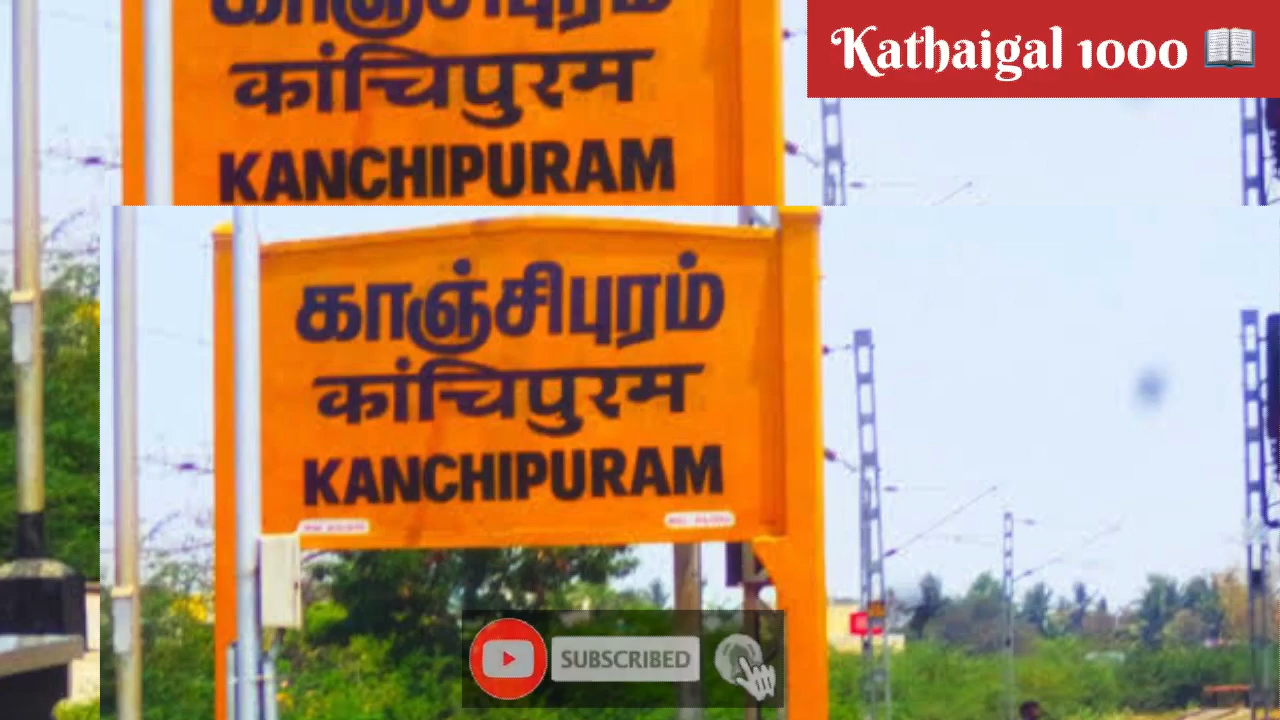 காஞ்சிபுரம்
कांचिपुरम
KANCHIPURAM
Kathaigal 1000
காஞ்சிபுரம்
कांचिपुरम
KANCHIPURAM
SUBSCRIBED